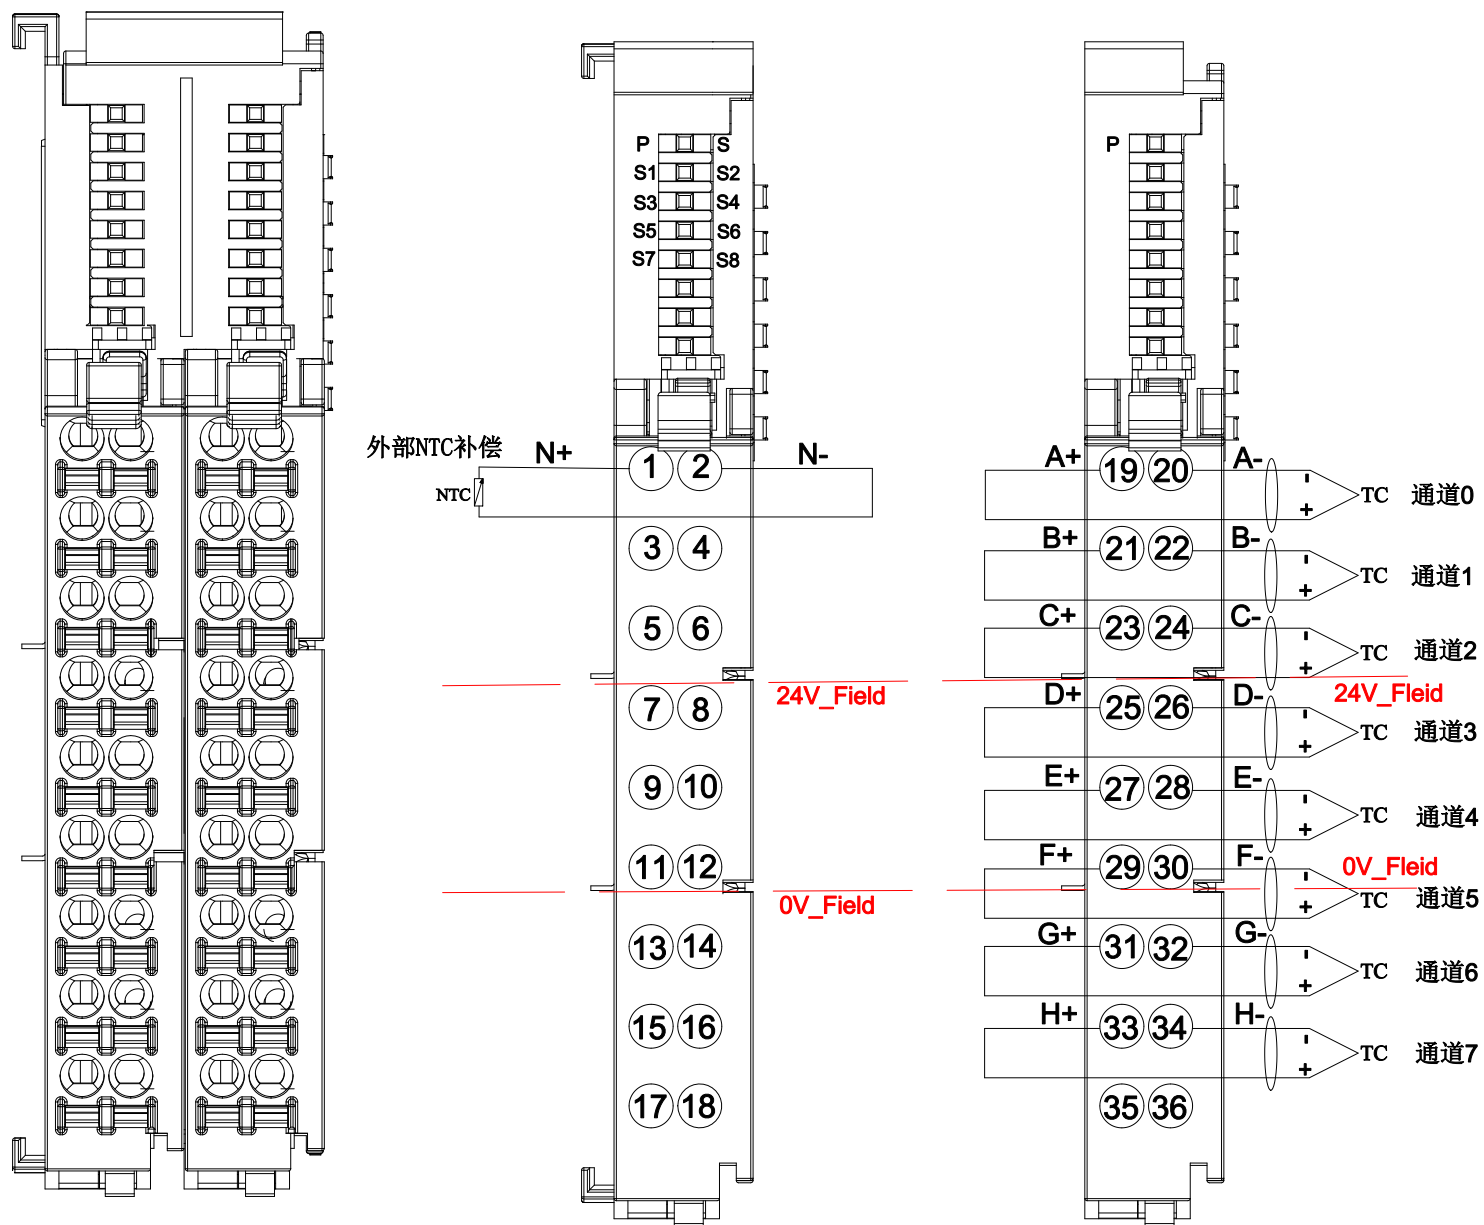 P S
S1 S2
S3 S4
S5 S6
S7 S8
外部NTC补偿
NTC
N+ 1 2 N-
3 4
5 6
24V_Field
7 8
9 10
11 12
0V_Field
13 14
15 16
17 18
P
A+ 19 20 A- - + TC 通道0
B+ 21 22 B- - + TC 通道1
C+ 23 24 C- - + TC 通道2
24V_Fleid
D+ 25 26 D- - + TC 通道3
E+ 27 28 E- - + TC 通道4
0V_Fleid
F+ 29 30 F- - + TC 通道5
G+ 31 32 G- - + TC 通道6
H+ 33 34 H- - + TC 通道7
35 36